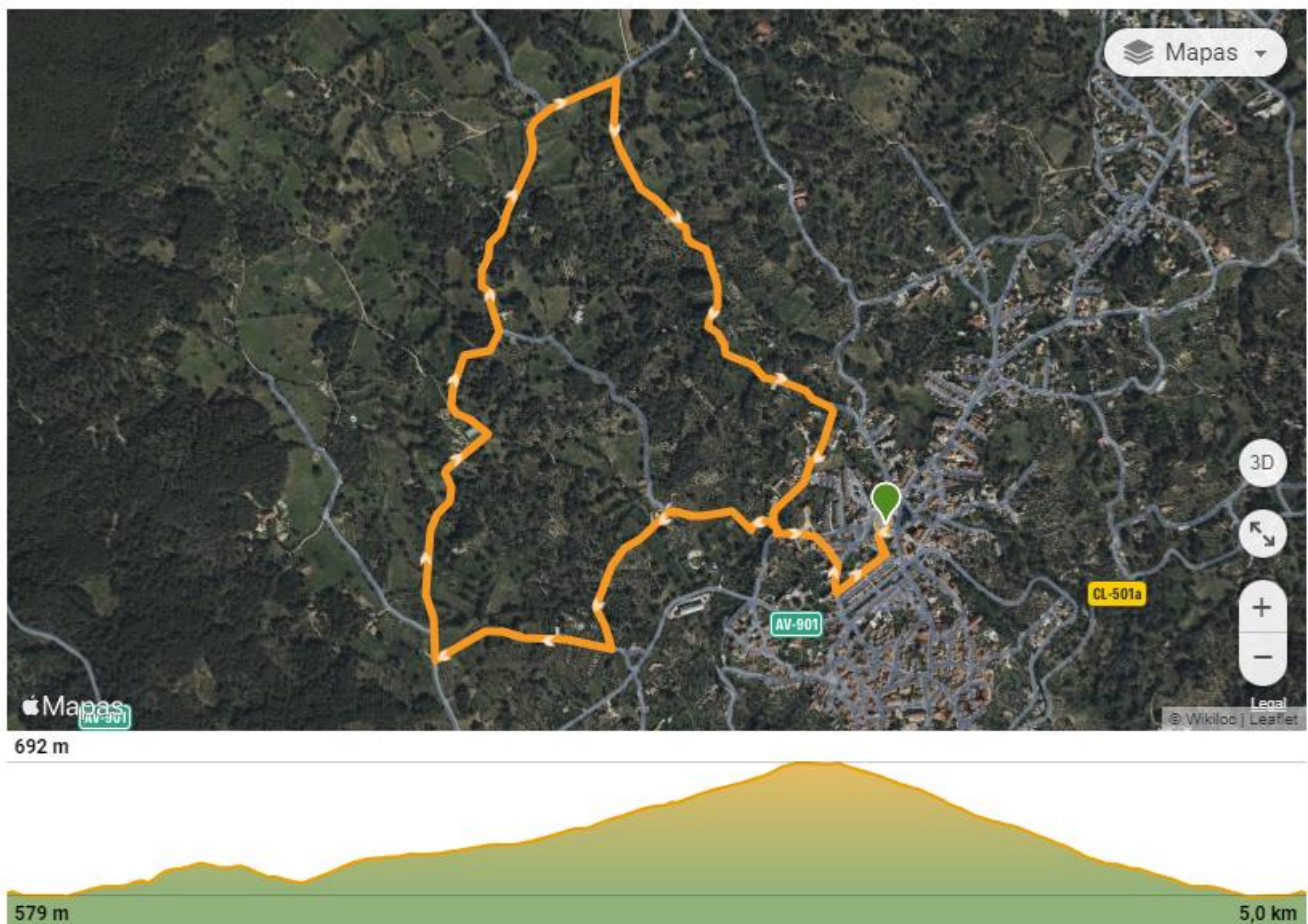 Mapas
3D
CL-501a
AV-901
+
−
Mapas
AV-901
Legal
© Wikiloc | Leaflet
692 m
579 m
5,0 km